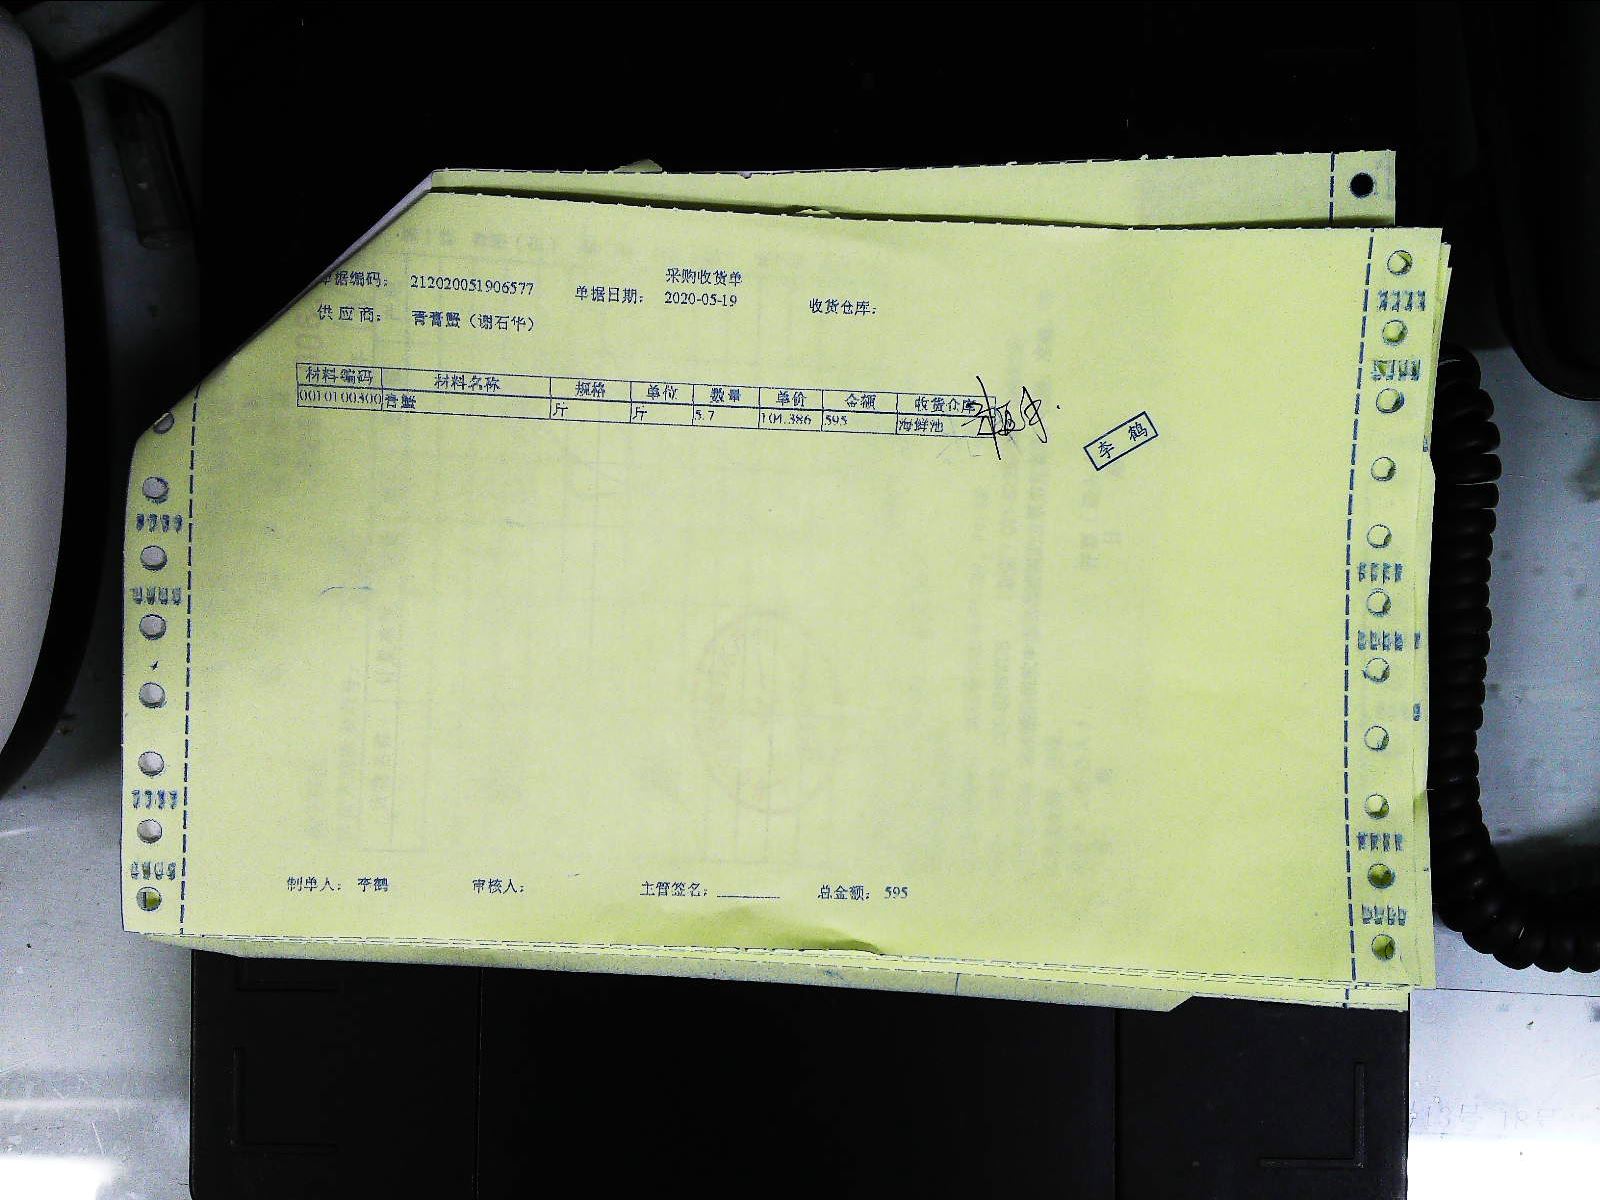 采购收货单
单据编码： 212020051906577 单据日期： 2020-05-19 收货仓库：
供应商： 青膏蟹（谢石华）
材料编码 材料名称 规格 单位 数量 单价 金额 收货仓库
0010100300 青蟹 斤 斤 5.7 104.386 595 海鲜池
李鹤
制单人： 李鹤 审核人： 主管签名： 总金额： 595